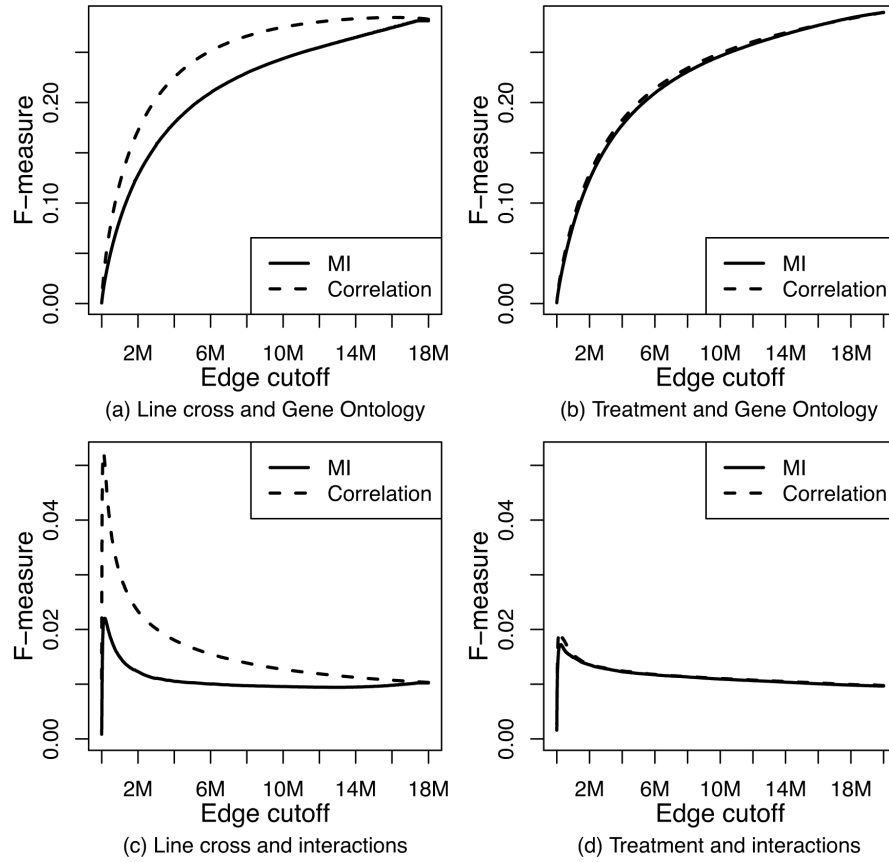 F−measure
0.00 0.10 0.20
MI
Correlation
2M 6M 10M 14M 18M
Edge cutoff
(a) Line cross and Gene Ontology
F−measure
0.00 0.10 0.20
MI
Correlation
2M 6M 10M 14M 18M
Edge cutoff
(b) Treatment and Gene Ontology
F−measure
0.00 0.02 0.04
MI
Correlation
2M 6M 10M 14M 18M
Edge cutoff
(c) Line cross and interactions
F−measure
0.00 0.02 0.04
MI
Correlation
2M 6M 10M 14M 18M
Edge cutoff
(d) Treatment and interactions